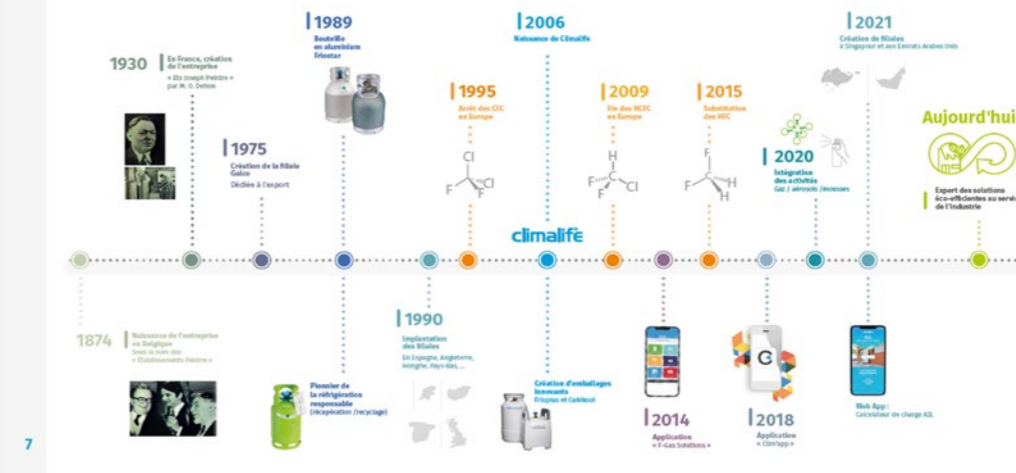 1930
En France, création
de l'entreprise
« Ets Joseph Peintre »
par M. O. Deltem
1975
Création de la filiale
Galco
Dédiée à l'export
1989
Bouteille
en aluminium
Friostar
1995
Arrêt des CFC
en Europe
Cl
F
Cl
F
2006
Naissance de Climalife
climalife
2009
Fin des HCFC
en Europe
H
F
C
Cl
F
2015
Substitution
des HFC
F
C
F
H
H
2020
Intégration
des activités
Gaz / aérosols / mousses
2021
Création de filiales
à Singapour et aux Emirats Arabes Unis
Aujourd'hui
Expert des solutions
éco-efficientes au
de l'industrie
1874
Naissance de l'entreprise
en Belgique
Sous le nom des
« Établissements Peintre »
Pionnier de
la réfrigération
responsable
(récupération /recyclage)
1990
Implantation
des filiales
En Espagne, Angleterre,
Hongrie, Pays-Bas, ...
Création d'emballages
innovants
Frioplus et Cubikool
2014
Application
« F-Gas Solutions »
2018
Application
« Clim'app »
Web App :
Calculateur de charge A2L
7